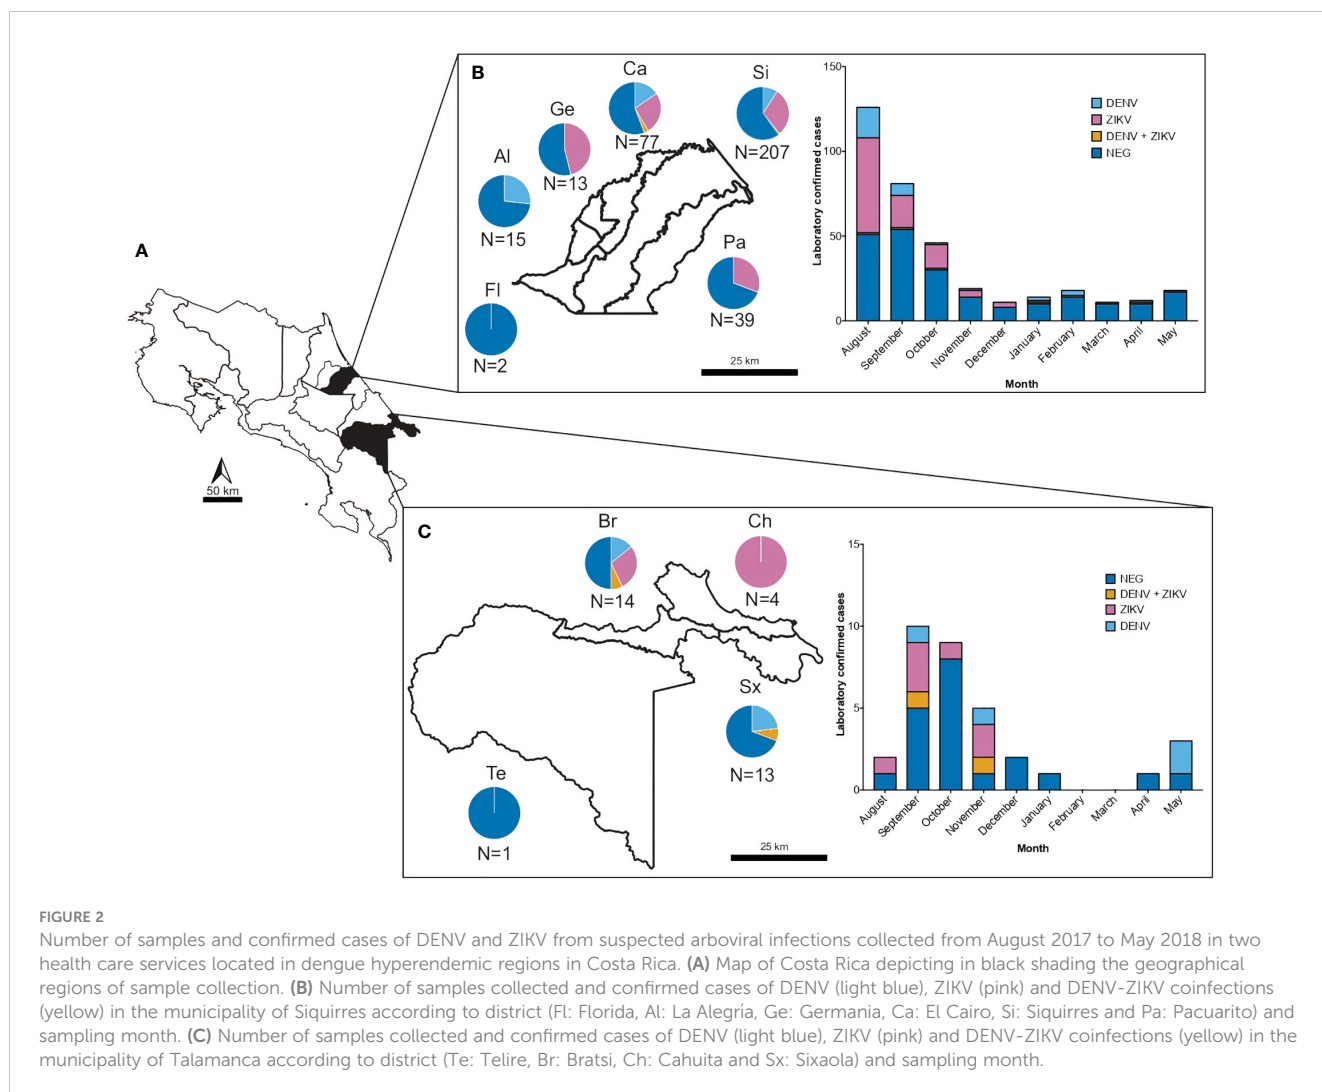 A
50 km
B
Ca
N=77
Si
N=207
Ge
N=13
Al
N=15
Pa
N=39
Fl
N=2
25 km
150
100
50
0
Laboratory confirmed cases
DENV
ZIKV
DENV + ZIKV
NEG
August
September
October
November
December
January
February
March
April
May
Month
C
Br
N=14
Ch
N=4
Sx
N=13
Te
N=1
25 km
15
10
5
0
Laboratory confirmed cases
NEG
DENV + ZIKV
ZIKV
DENV
August
September
October
November
December
January
February
March
April
May
Month
FIGURE 2
Number of samples and confirmed cases of DENV and ZIKV from suspected arboviral infections collected from August 2017 to May 2018 in two
health care services located in dengue hyperendemic regions in Costa Rica. (A) Map of Costa Rica depicting in black shading the geographical
regions of sample collection. (B) Number of samples collected and confirmed cases of DENV (light blue), ZIKV (pink) and DENV-ZIKV coinfections
(yellow) in the municipality of Siquirres according to district (Fl: Florida, Al: La Alegría, Ge: Germania, Ca: El Cairo, Si: Siquirres and Pa: Pacuarito) and
sampling month. (C) Number of samples collected and confirmed cases of DENV (light blue), ZIKV (pink) and DENV-ZIKV coinfections (yellow) in the
municipality of Talamanca according to district (Te: Telire, Br: Bratsi, Ch: Cahuita and Sx: Sixaola) and sampling month.